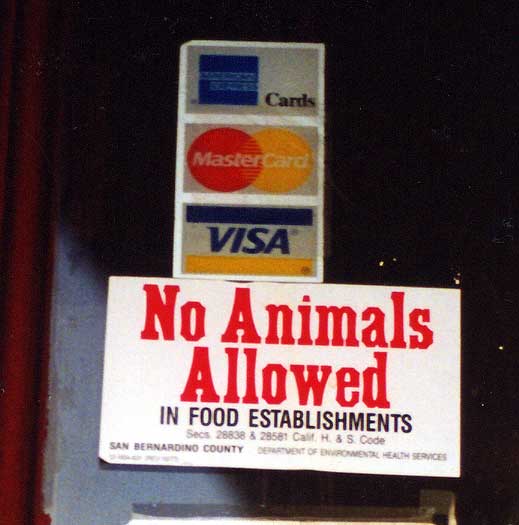 AMERICAN
EXPRESS
Cards
MasterCard
VISA
No Animals
Allowed
IN FOOD ESTABLISHMENTS
Secs. 28838 & 28581 Calif. H. & S. Code
SAN BERNARDINO COUNTY DEPARTMENT OF ENVIRONMENTAL HEALTH SERVICES